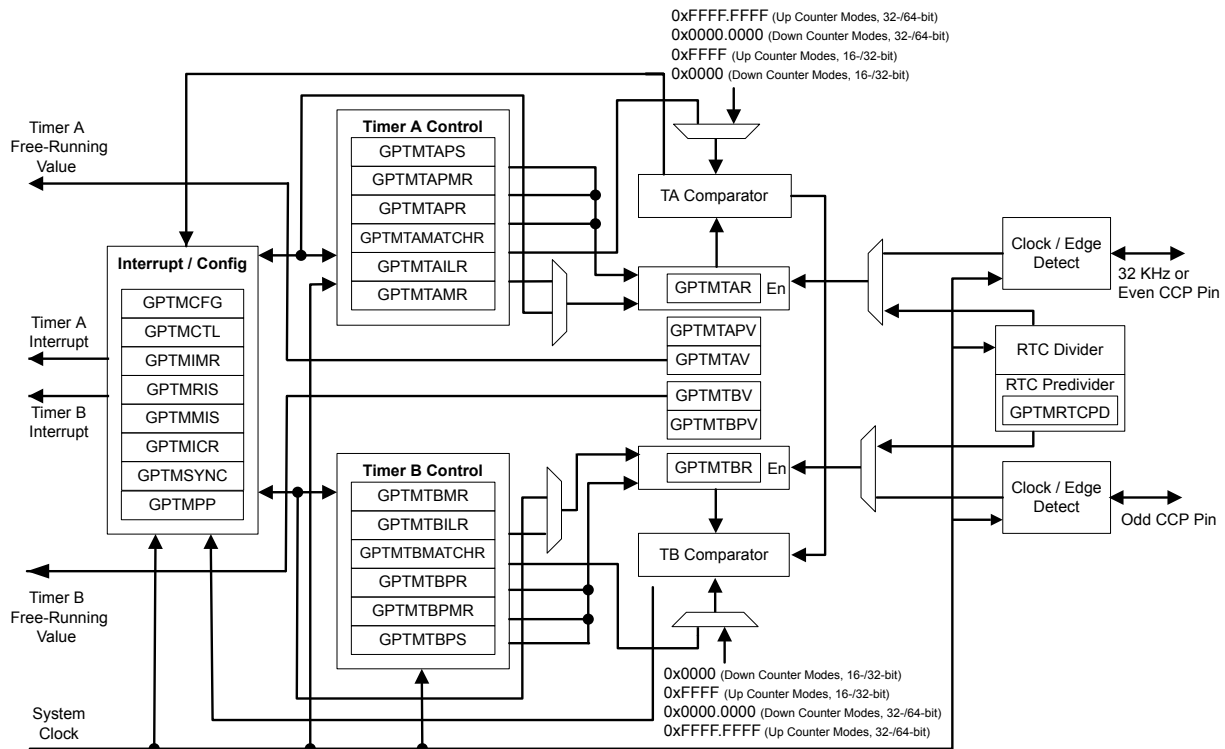 0xFFFF.FFFF (Up Counter Modes, 32-/64-bit)
0x0000.0000 (Down Counter Modes, 32-/64-bit)
0xFFFF (Up Counter Modes, 16-/32-bit)
0x0000 (Down Counter Modes, 16-/32-bit)
Timer A
Free-Running
Value
Timer A Control
GPTMTAPS
GPTMTAPMR
GPTMTAPR
GPTMTAMATCHR
GPTMTAILR
GPTMTAMR
TA Comparator
GPTMTAR
En
Clock / Edge
Detect
32 KHz or
Even CCP Pin
Interrupt / Config
GPTMCFG
GPTMCTL
GPTMIMR
GPTMRIS
GPTMMIS
GPTMICR
GPTMSYNC
GPTMPP
Timer A
Interrupt
Timer B
Interrupt
GPTMTAPV
GPTMTAV
GPTMTBV
GPTMTBPV
RTC Divider
RTC Predivider
GPTMRTCPD
Timer B Control
GPTMTBMR
GPTMTBILR
GPTMTBMATCHR
GPTMTBPR
GPTMTBPMR
GPTMTBPS
GPTMTBR
En
TB Comparator
Clock / Edge
Detect
Odd CCP Pin
Timer B
Free-Running
Value
0x0000 (Down Counter Modes, 16-/32-bit)
0xFFFF (Up Counter Modes, 16-/32-bit)
0x0000.0000 (Down Counter Modes, 32-/64-bit)
0xFFFF.FFFF (Up Counter Modes, 32-/64-bit)
System
Clock